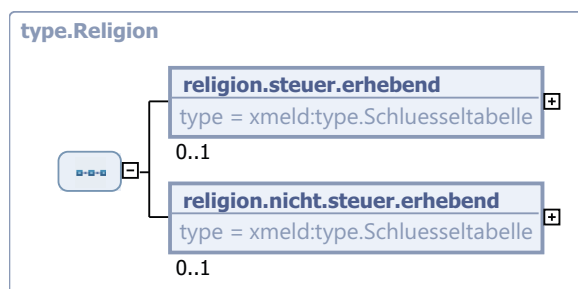 type.Religion
religion.steuer.erhebend
type = xmeld:type.Schluesseltabelle
0..1
religion.nicht.steuer.erhebend
type = xmeld:type.Schluesseltabelle
0..1